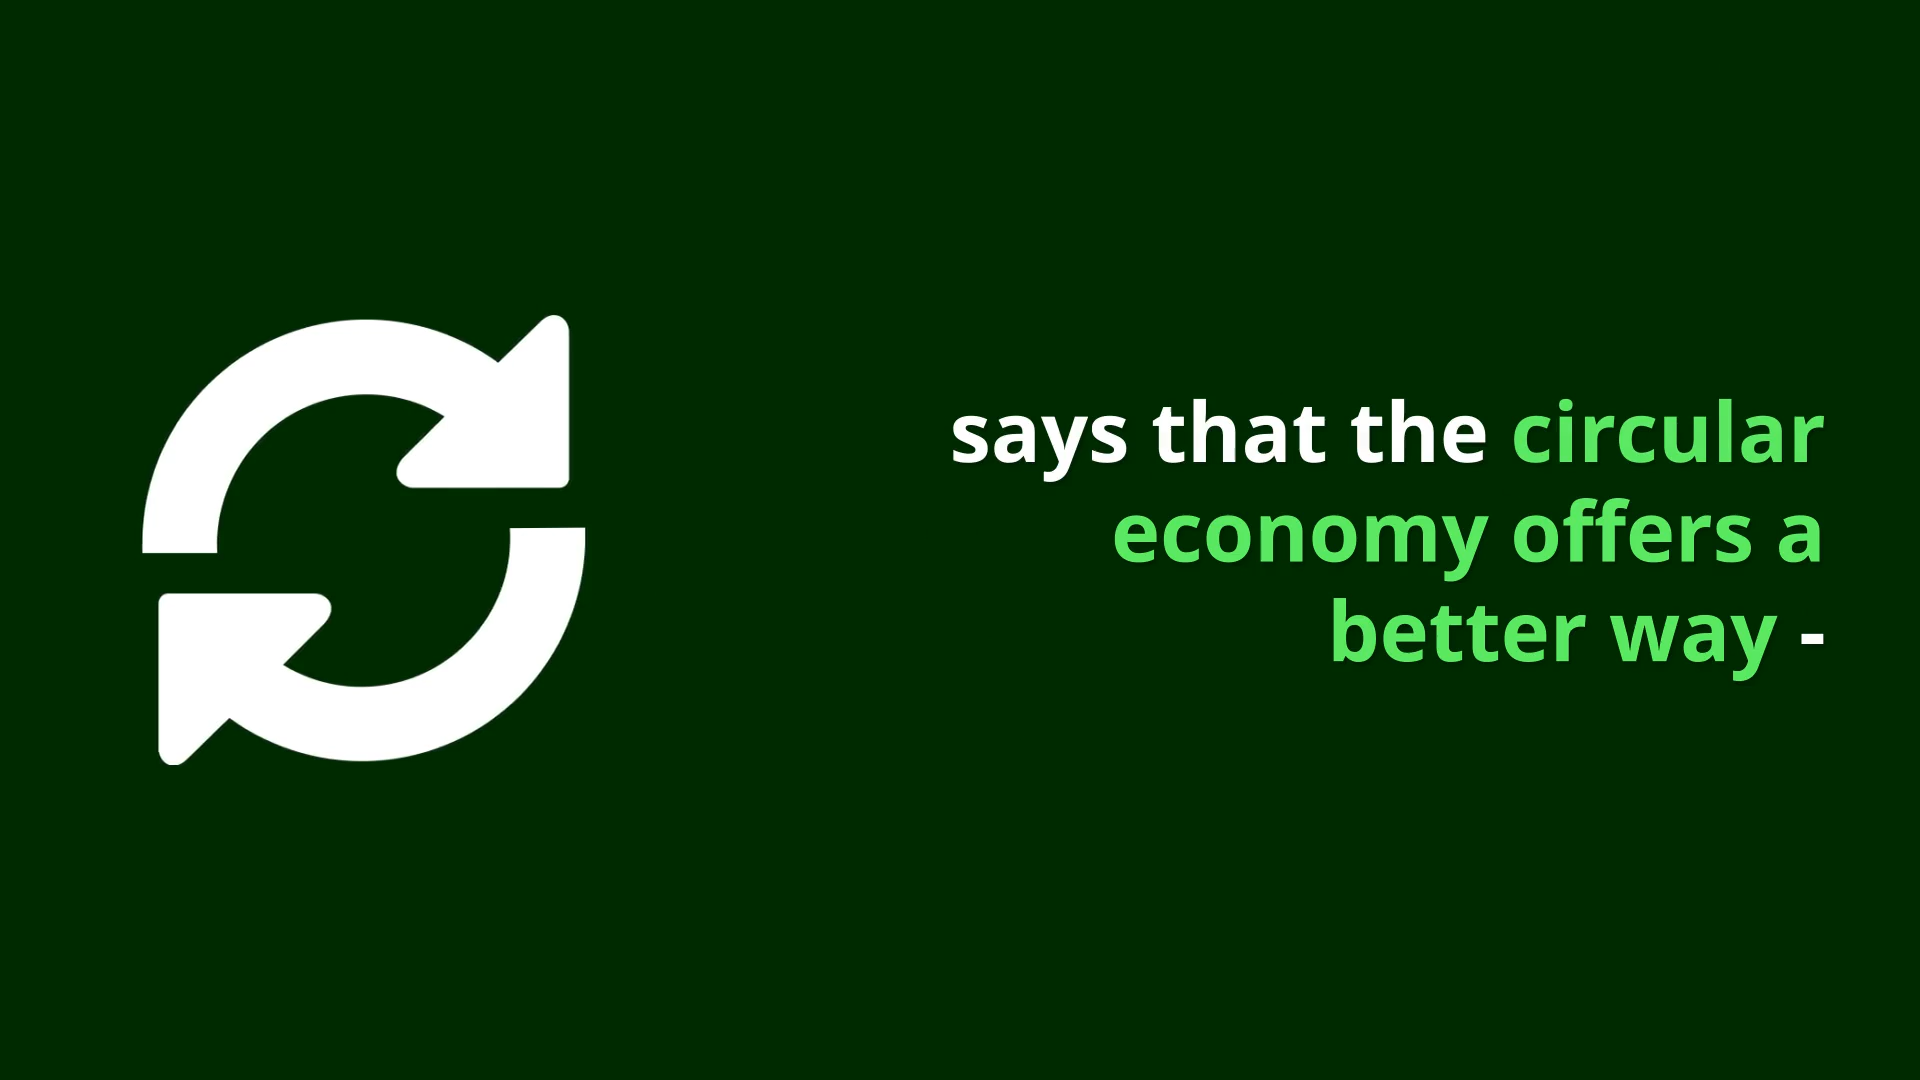 says that the circular
economy offers a
better way -